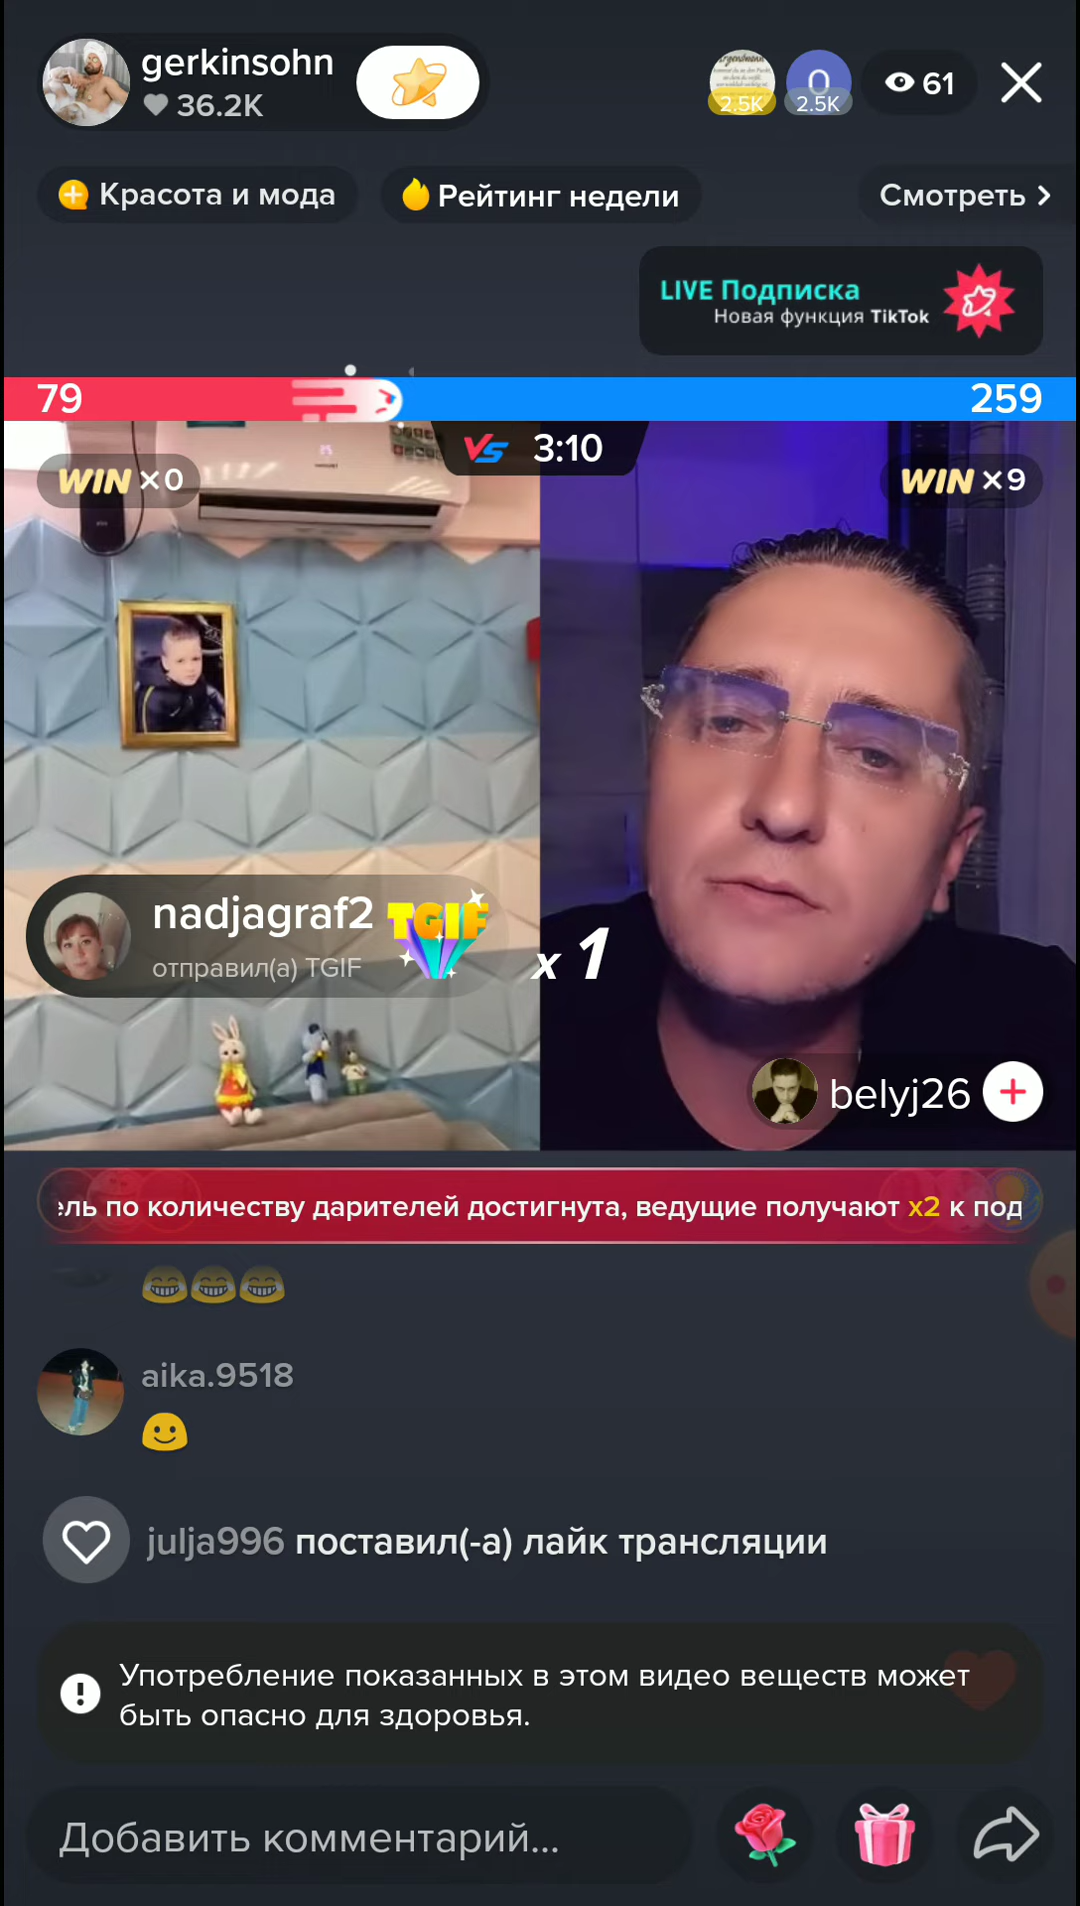 gerkinsohn
36.2K
2.5K
2.5K
61
Красота и мода
Рейтинг недели
Смотреть
LIVE Подписка
Новая функция TikTok
79
259
VS 3:10
WIN ×0
WIN ×9
nadjagraf2
отправил(а) TGIF
TGIF
x 1
belyj26
ель по количеству дарителей достигнута, ведущие получают x2 к под
aika.9518
julja996 поставил(-а) лайк трансляции
Употребление показанных в этом видео веществ может
быть опасно для здоровья.
Добавить комментарий...